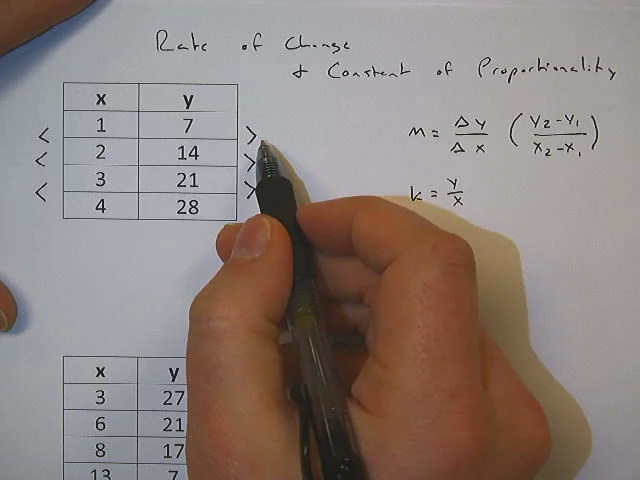 Rate of Change
& Constant of Proportionality
x y
1 7
2 14
3 21
4 28
m = Δy/Δx (y₂-y₁/x₂-x₁)
k = y/x
x y
3 27
6 21
8 17
13 7